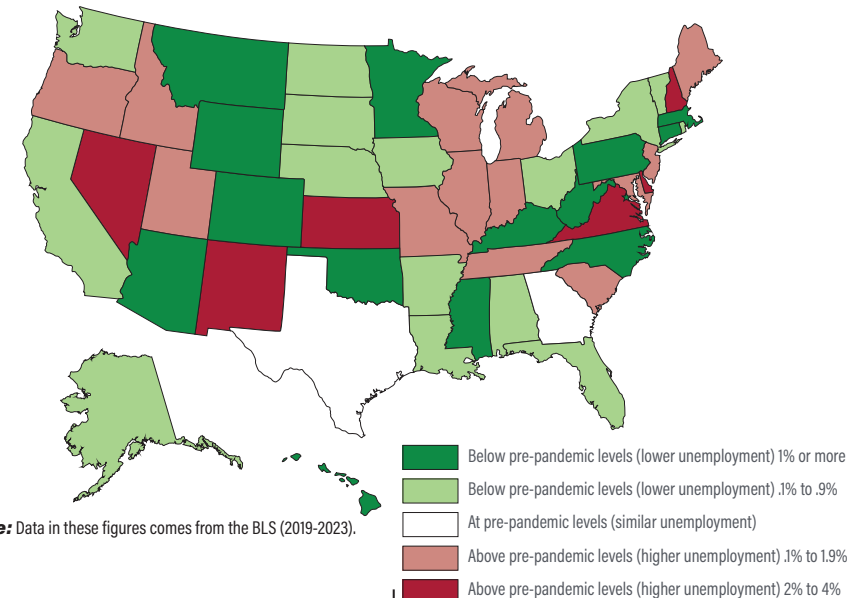 Below pre-pandemic levels (lower unemployment) 1% or more
Below pre-pandemic levels (lower unemployment) .1% to .9%
At pre-pandemic levels (similar unemployment)
e: Data in these figures comes from the BLS (2019-2023).
Above pre-pandemic levels (higher unemployment) .1% to 1.9%
Above pre-pandemic levels (higher unemployment) 2% to 4%